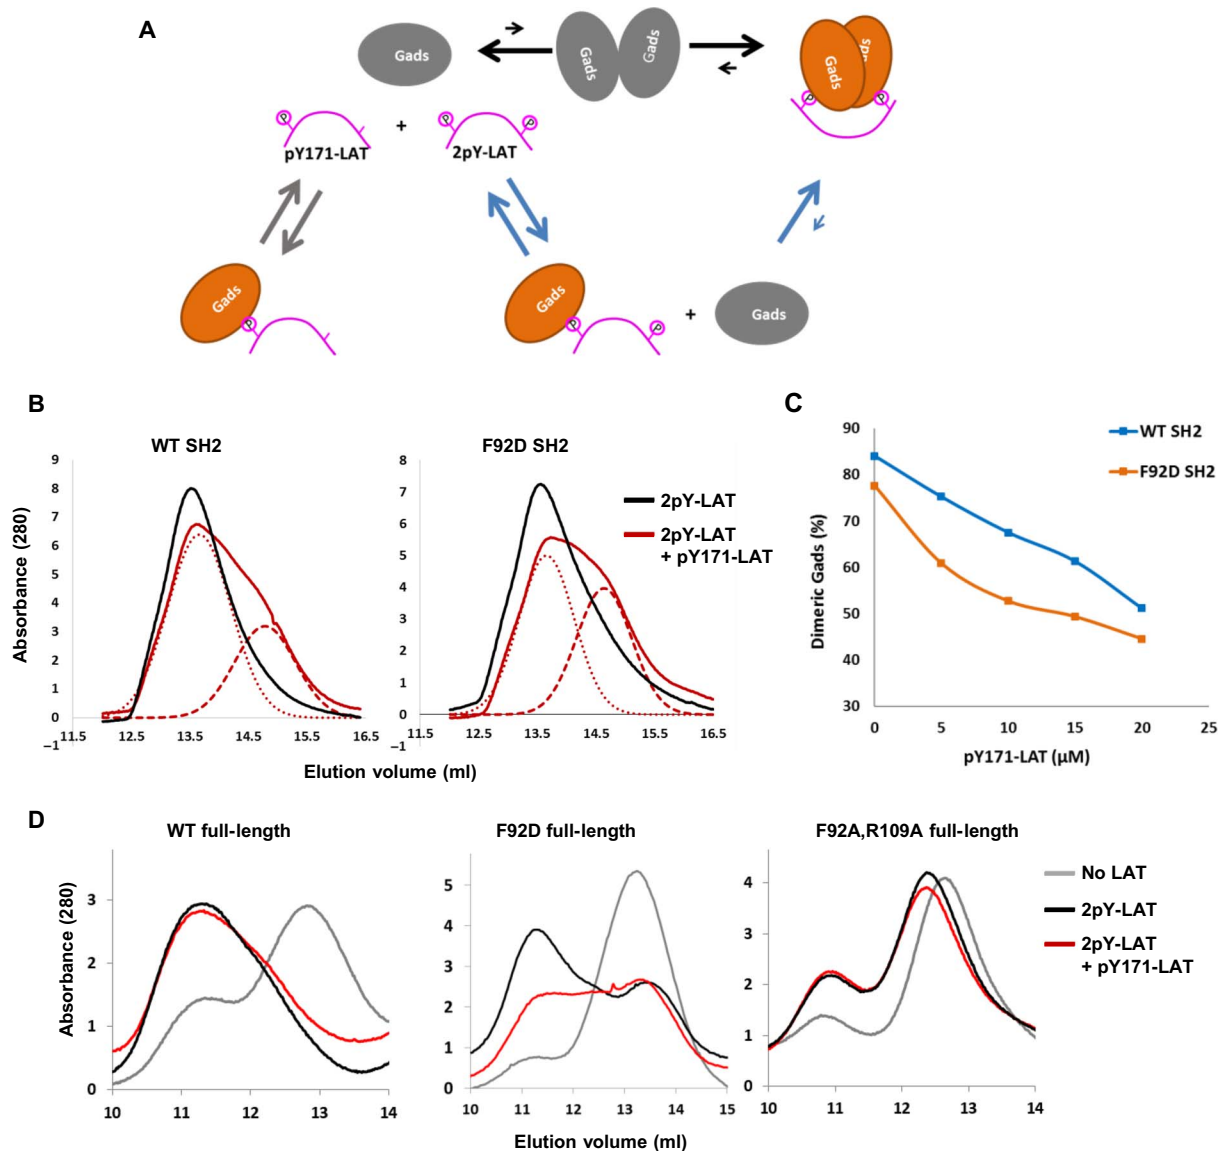 A
Gads
Gads
Gads
Gads
Gads
P
P
P
P
P
+
pY171-LAT
2pY-LAT
Gads
P
Gads
P
P
+
Gads
B
WT SH2
F92D SH2
Absorbance (280)
9
8
7
6
5
4
3
2
1
0
−1
11.5 12.5 13.5 14.5 15.5 16.5
8
7
6
5
4
3
2
1
0
−1
11.5 12.5 13.5 14.5 15.5 16.5
2pY-LAT
2pY-LAT
+ pY171-LAT
Elution volume (ml)
C
Dimeric Gads (%)
90
80
70
60
50
40
30
0 5 10 15 20 25
pY171-LAT (µM)
WT SH2
F92D SH2
D
WT full-length
F92D full-length
F92A,R109A full-length
Absorbance (280)
3
2
1
0
10 11 12 13 14
5
4
3
2
1
0
10 11 12 13 14 15
4
3
2
1
0
10 11 12 13 14
No LAT
2pY-LAT
2pY-LAT
+ pY171-LAT
Elution volume (ml)